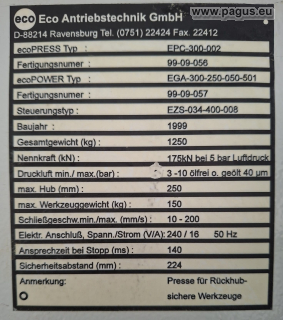 www.pagus.eu
eco Eco Antriebstechnik GmbH
D-88214 Ravensburg Tel. (0751) 22424 Fax. 22412
ecoPRESS Typ : EPC-300-002
Fertigungsnummer : 99-09-056
ecoPOWER Typ : EGA-300-250-050-501
Fertigungsnummer : 99-09-057
Steuerungstyp : EZS-034-400-008
Baujahr : 1999
Gesamtgewicht (kg) : 1250
Nennkraft (kN) : 175kN bei 5 bar Luftdruck
Druckluft min./ max.(bar) : 3 -10 ölfrei o. geölt 40 µm
max. Hub (mm) : 250
max. Werkzeuggewicht (kg) : 150
Schließgeschw.min./max. (mm/s) : 10 - 200
Elektr. Anschluß, Spann./Strom (V/A): 240 / 16 50 Hz
Ansprechzeit bei Stopp (ms) : 140
Sicherheitsabstand (mm) : 224
Anmerkung: Presse für Rückhub-
sichere Werkzeuge